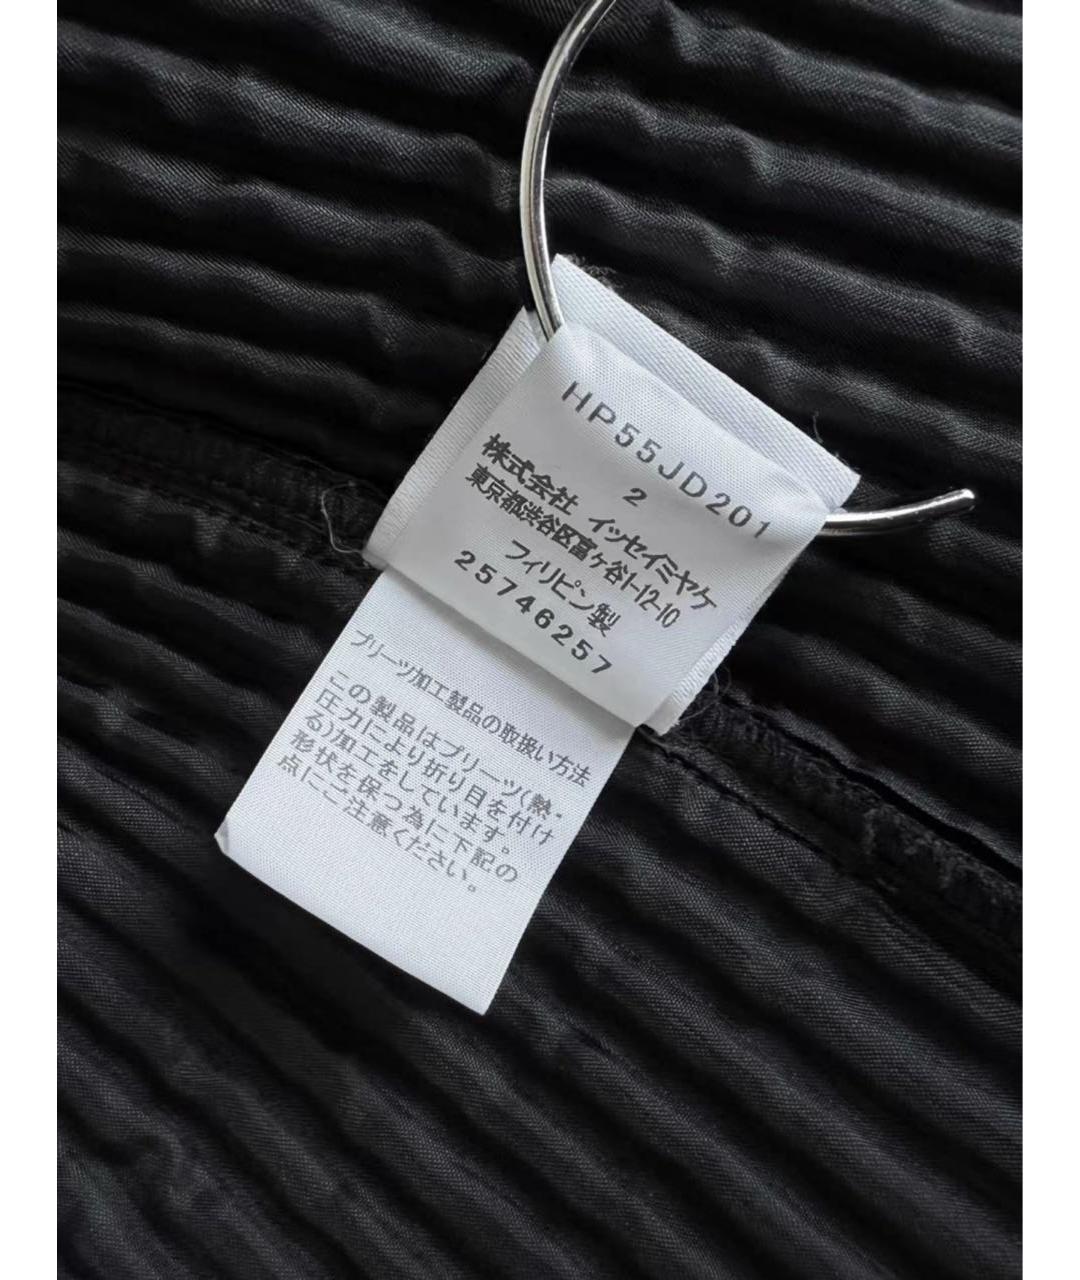 HP55JD201
2
株式会社 イッセイミヤケ
東京都渋谷区富ヶ谷1-12-10
フィリピン製
25746257
プリーツ加工製品の取扱い方法
この製品はプリーツ(熱・
圧力により折り目を付け
る)加工をしています。
形状を保つ為に下記の
点にご注意ください。